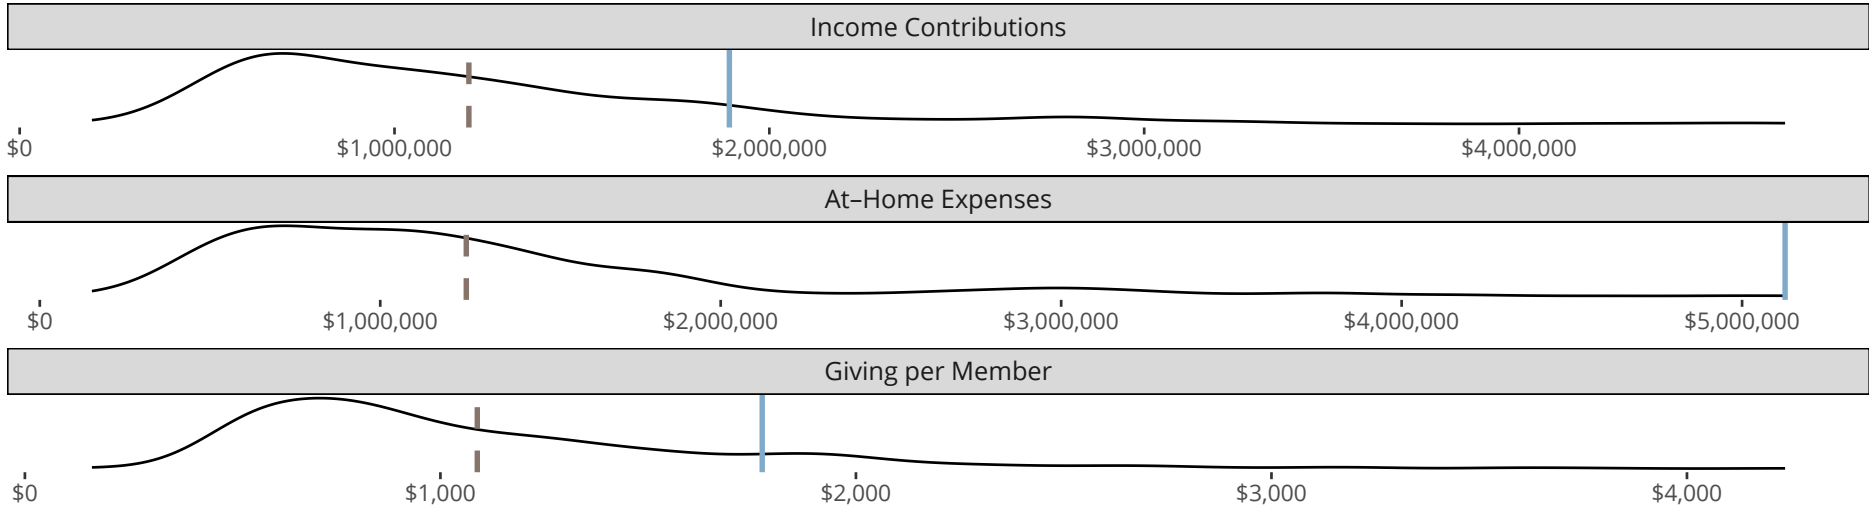 Income Contributions
$0 $1,000,000 $2,000,000 $3,000,000 $4,000,000
At–Home Expenses
$0 $1,000,000 $2,000,000 $3,000,000 $4,000,000 $5,000,000
Giving per Member
$0 $1,000 $2,000 $3,000 $4,000